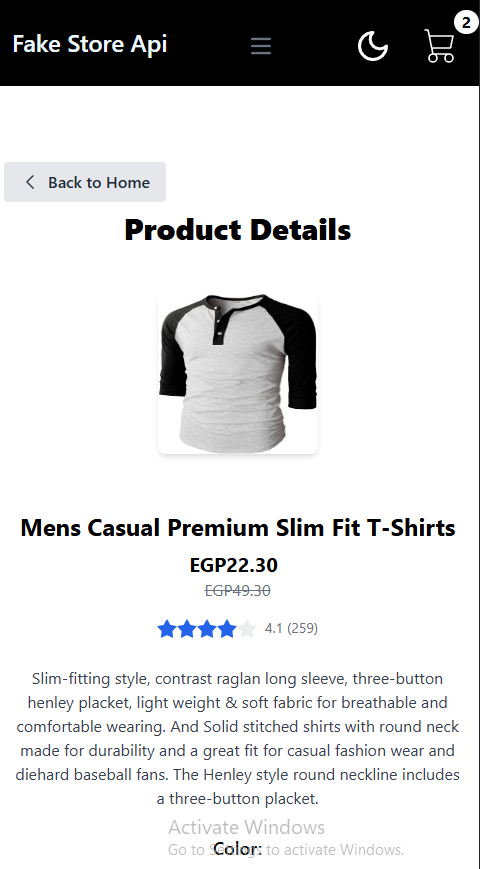 Fake Store Api
2
Back to Home
Product Details
Mens Casual Premium Slim Fit T-Shirts
EGP22.30
EGP49.30
4.1 (259)
Slim-fitting style, contrast raglan long sleeve, three-button
henley placket, light weight & soft fabric for breathable and
comfortable wearing. And Solid stitched shirts with round neck
made for durability and a great fit for casual fashion wear and
diehard baseball fans. The Henley style round neckline includes
a three-button placket.
Activate Windows
Color:
Go to Settings to activate Windows.